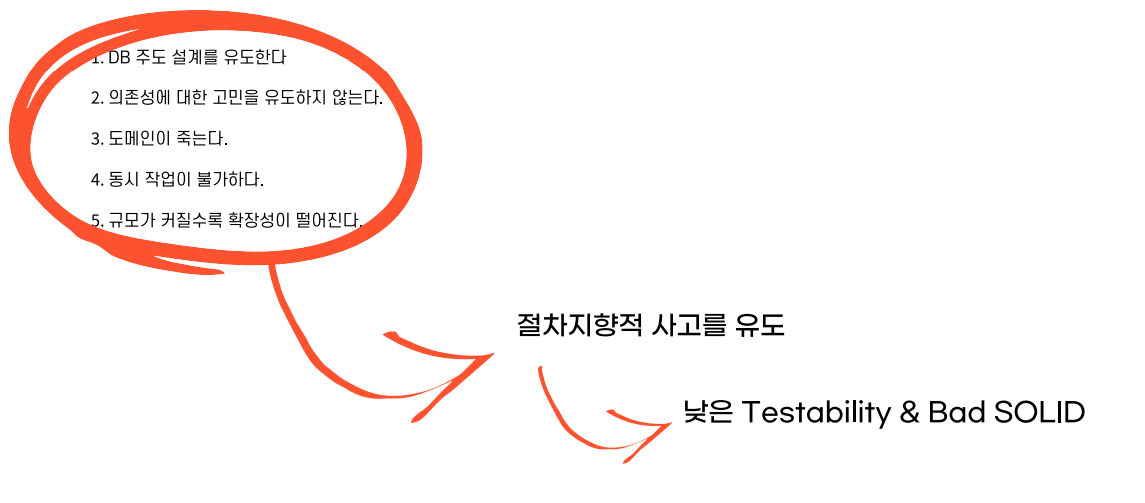 1. DB 주도 설계를 유도한다
2. 의존성에 대한 고민을 유도하지 않는다.
3. 도메인이 죽는다.
4. 동시 작업이 불가하다.
5. 규모가 커질수록 확장성이 떨어진다.
절차지향적 사고를 유도
낮은 Testability & Bad SOLID